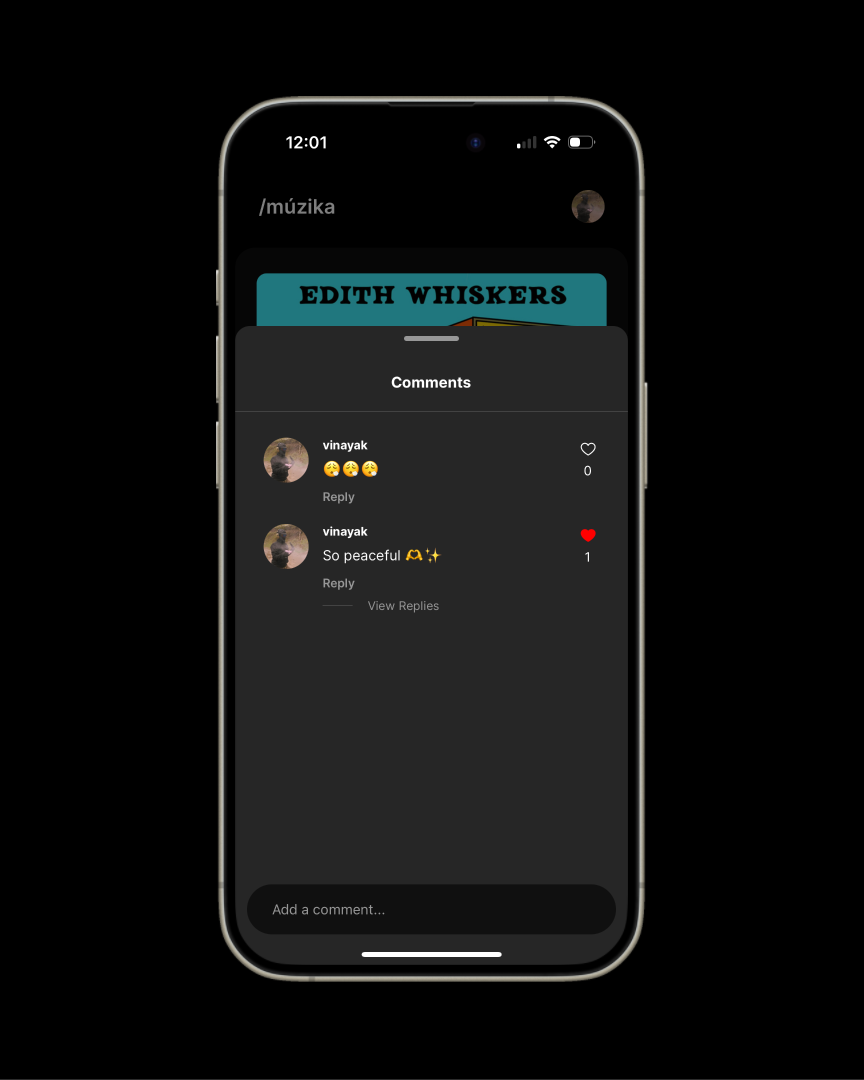 12:01
/múzika
EDITH WHISKERS
Comments
vinayak
😮‍💨😮‍💨😮‍💨
0
Reply
vinayak
So peaceful 🫶✨
1
Reply
View Replies
Add a comment...